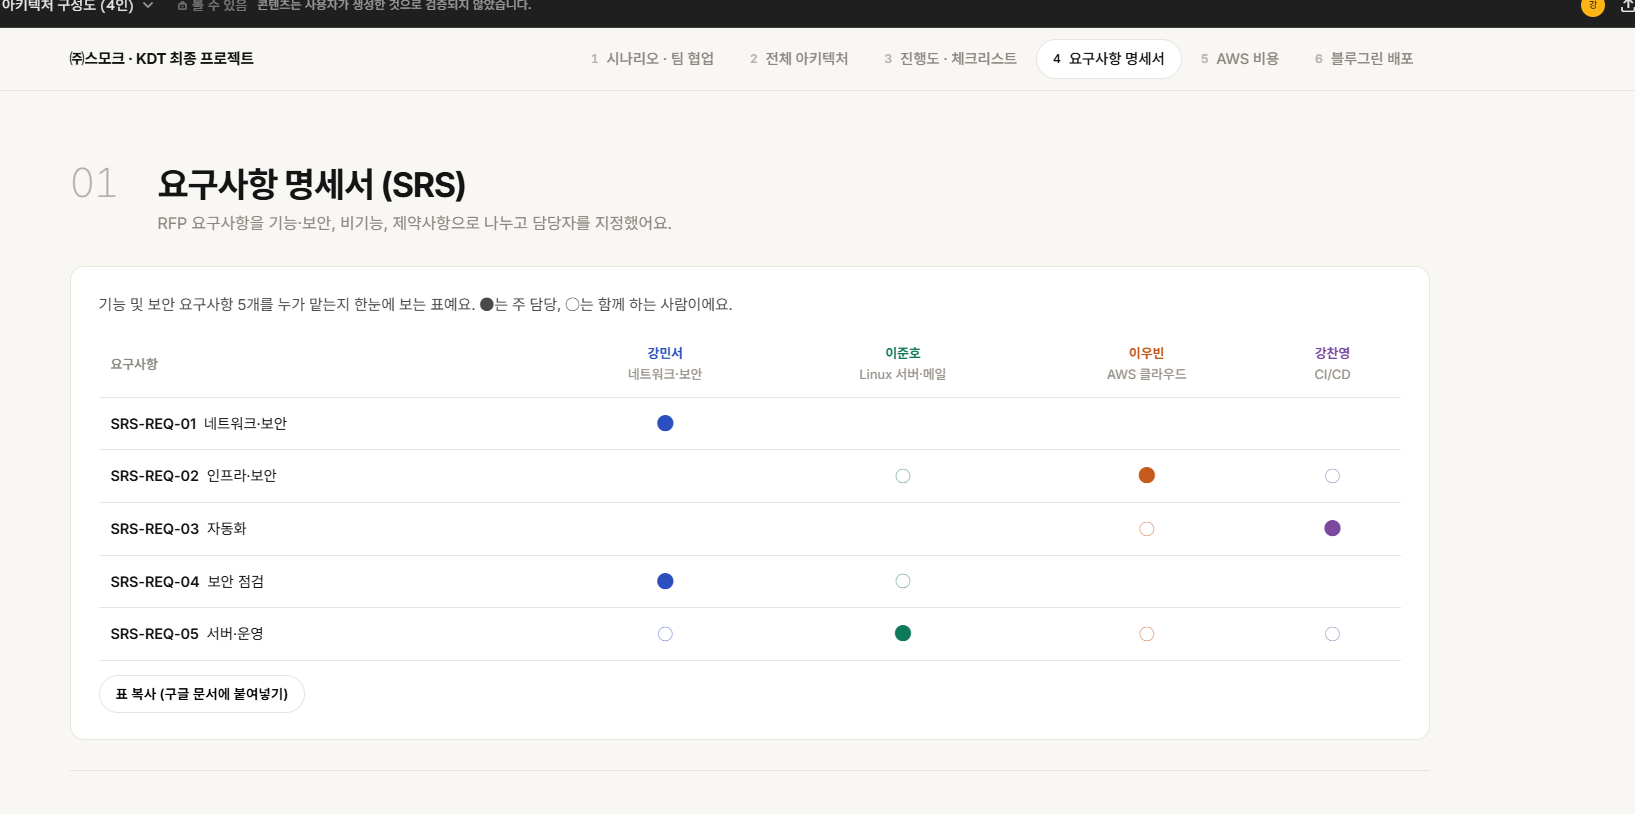 아키텍처 구성도 (4인) 를 수 있음 콘텐츠는 사용자가 생성한 것으로 검증되지 않았습니다. 강
㈜스모크 · KDT 최종 프로젝트 1 시나리오 · 팀 협업 2 전체 아키텍처 3 진행도 · 체크리스트 4 요구사항 명세서 5 AWS 비용 6 블루그린 배포
01 요구사항 명세서 (SRS)
RFP 요구사항을 기능·보안, 비기능, 제약사항으로 나누고 담당자를 지정했어요.
기능 및 보안 요구사항 5개를 누가 맡는지 한눈에 보는 표예요. ●는 주 담당, ○는 함께 하는 사람이에요.
요구사항
강민서 이준호 이우빈 강찬영
네트워크·보안 Linux 서버·메일 AWS 클라우드 CI/CD
SRS-REQ-01 네트워크·보안
SRS-REQ-02 인프라·보안
SRS-REQ-03 자동화
SRS-REQ-04 보안 점검
SRS-REQ-05 서버·운영
표 복사 (구글 문서에 붙여넣기)